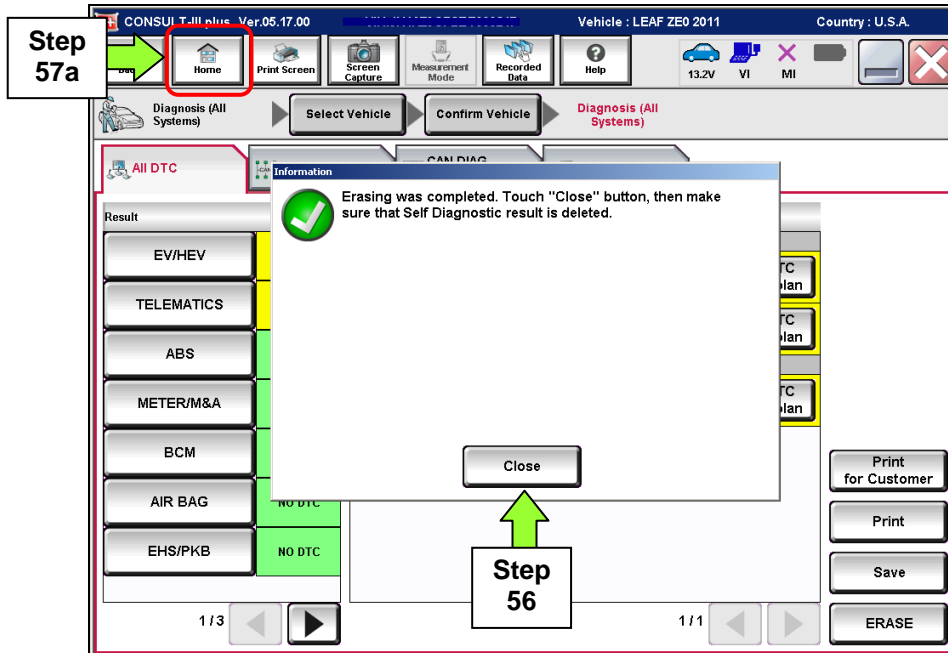 CONSULT-III plus Ver.05.17.00
Vehicle : LEAF ZE0 2011
Country : U.S.A.
Step
57a
Home
Print Screen
Screen
Capture
Measurement
Mode
Recorded
Data
Help
13.2V
VI
MI
Diagnosis (All
Systems)
Select Vehicle
Confirm Vehicle
Diagnosis (All
Systems)
All DTC
CAN DIAG
Information
Erasing was completed. Touch "Close" button, then make
sure that Self Diagnostic result is deleted.
Result
EV/HEV
TELEMATICS
ABS
METER/M&A
BCM
AIR BAG
NO DTC
EHS/PKB
NO DTC
Close
Step
56
Print
for Customer
Print
Save
ERASE
1/3
1/1